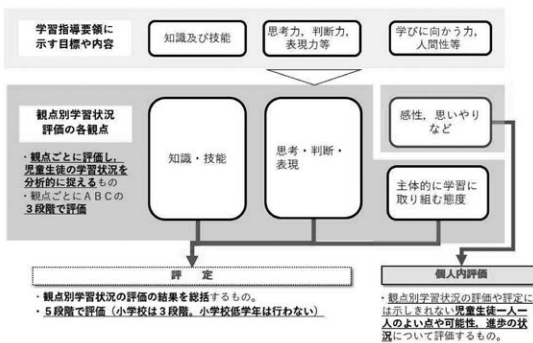 学習指導要領に
示す目標や内容
知識及び技能
思考力，判断力，
表現力等
学びに向かう力，
人間性等
観点別学習状況
評価の各観点
・観点ごとに評価し，
児童生徒の学習状況を
分析的に捉えるもの
・観点ごとにＡＢＣの
３段階で評価
知識・技能
思考・判断・
表現
感性，思いやり
など
主体的に学習に
取り組む態度
評　定
・観点別学習状況の評価の結果を総括するもの。
・５段階で評価（小学校は３段階。小学校低学年は行わない）
個人内評価
・観点別学習状況の評価や評定に
は示しきれない児童生徒一人一
人のよい点や可能性，進歩の状
況について評価するもの。